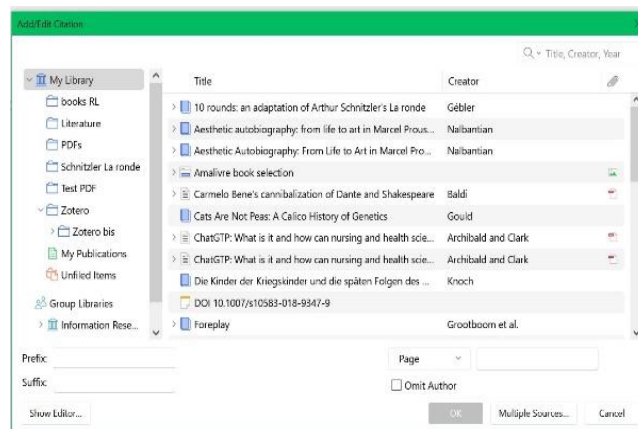 Add/Edit Citation
Title, Creator, Year
My Library
books RL
Literature
PDFs
Schnitzler La ronde
Test PDF
Zotero
Zotero bis
My Publications
Unfiled Items
Group Libraries
Information Rese...
Title Creator
10 rounds: an adaptation of Arthur Schnitzler's La ronde Gébler
Aesthetic autobiography: from life to art in Marcel Prous... Nalbantian
Aesthetic Autobiography: From Life to Art in Marcel Pro... Nalbantian
Amalivre book selection
Carmelo Bene's cannibalization of Dante and Shakespeare Baldi
Cats Are Not Peas: A Calico History of Genetics Gould
ChatGTP: What is it and how can nursing and health scie... Archibald and Clark
ChatGTP: What is it and how can nursing and health scie... Archibald and Clark
Die Kinder der Kriegskinder und die späten Folgen des ... Knoch
DOI 10.1007/s10583-018-9347-9
Foreplay Grootboom et al.
Prefix: Page
Suffix: Omit Author
Show Editor... OK Multiple Sources... Cancel